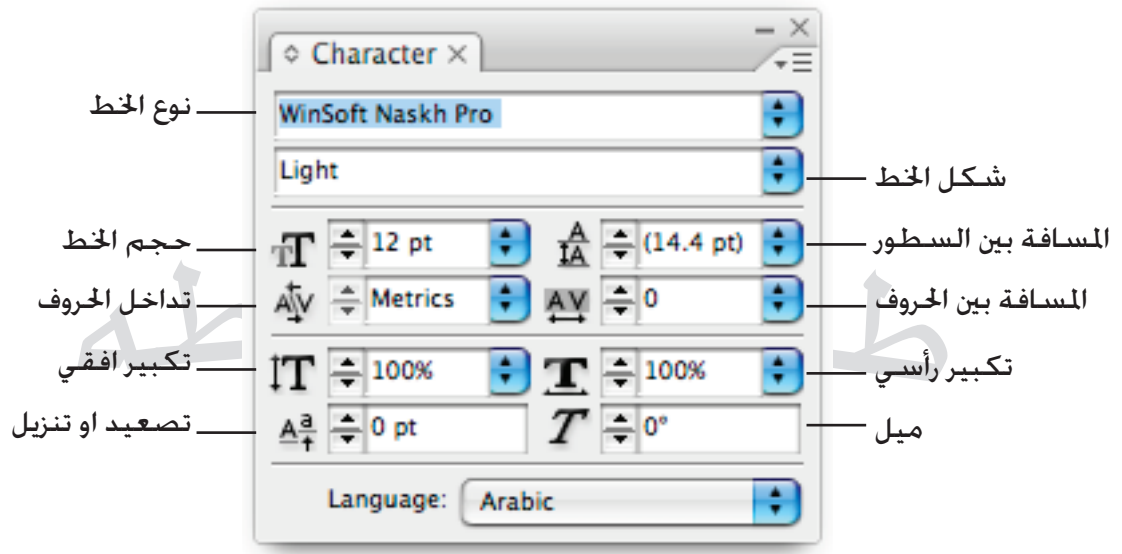 Character
نوع الخط
WinSoft Naskh Pro
Light
شكل الخط
حجم الخط
12 pt
(14.4 pt)
المسافة بين السطور
تداخل الحروف
Metrics
0
المسافة بين الحروف
تكبير افقي
100%
100%
تكبير رأسي
تصعيد او تنزيل
0 pt
0°
ميل
Language: Arabic